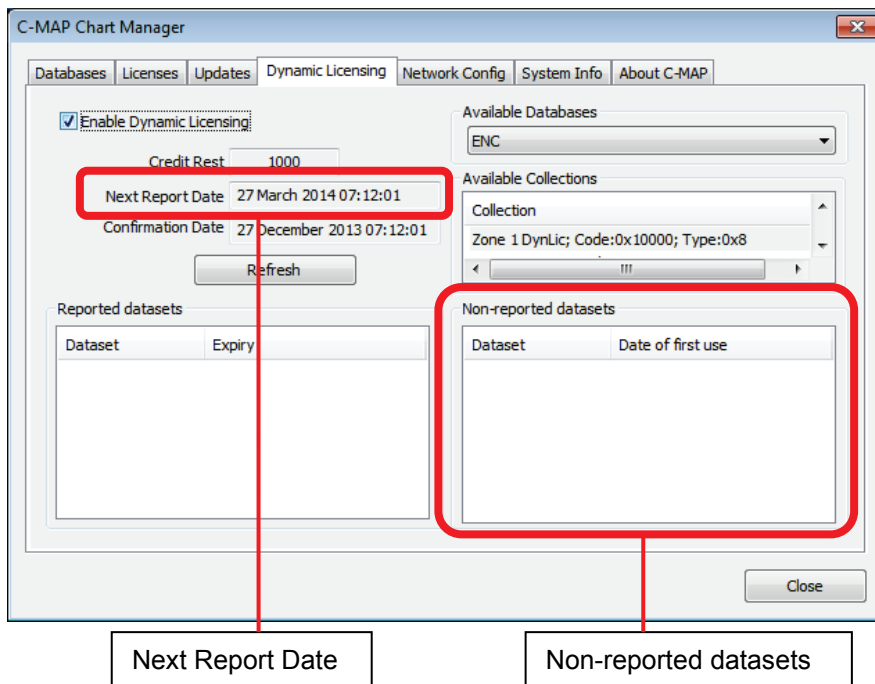 C-MAP Chart Manager
Databases Licenses Updates Dynamic Licensing Network Config System Info About C-MAP
Enable Dynamic Licensing
Credit Rest 1000
Next Report Date 27 March 2014 07:12:01
Confirmation Date 27 December 2013 07:12:01
Refresh
Available Databases
ENC
Available Collections
Collection
Zone 1 DynLic; Code:0x10000; Type:0x8
Reported datasets
Dataset Expiry
Non-reported datasets
Dataset Date of first use
Close
Next Report Date
Non-reported datasets